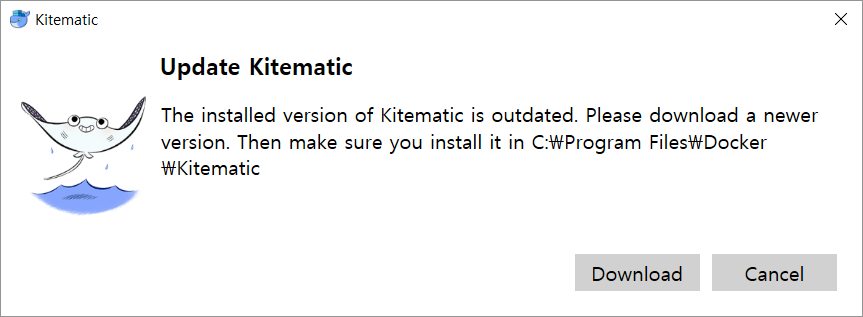 Kitematic
Update Kitematic
The installed version of Kitematic is outdated. Please download a newer
version. Then make sure you install it in C:₩Program Files₩Docker
₩Kitematic
Download
Cancel